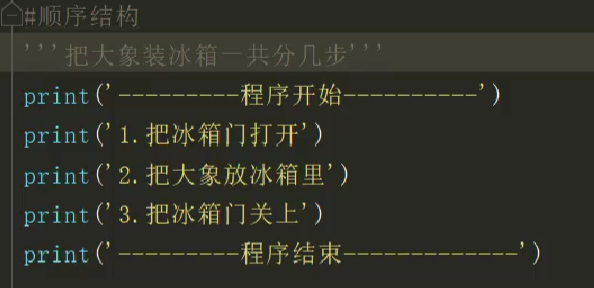 #顺序结构
'''把大象装冰箱一共分几步'''
print('---------程序开始----------')
print('1.把冰箱门打开')
print('2.把大象放冰箱里')
print('3.把冰箱门关上')
print('---------程序结束-------------')